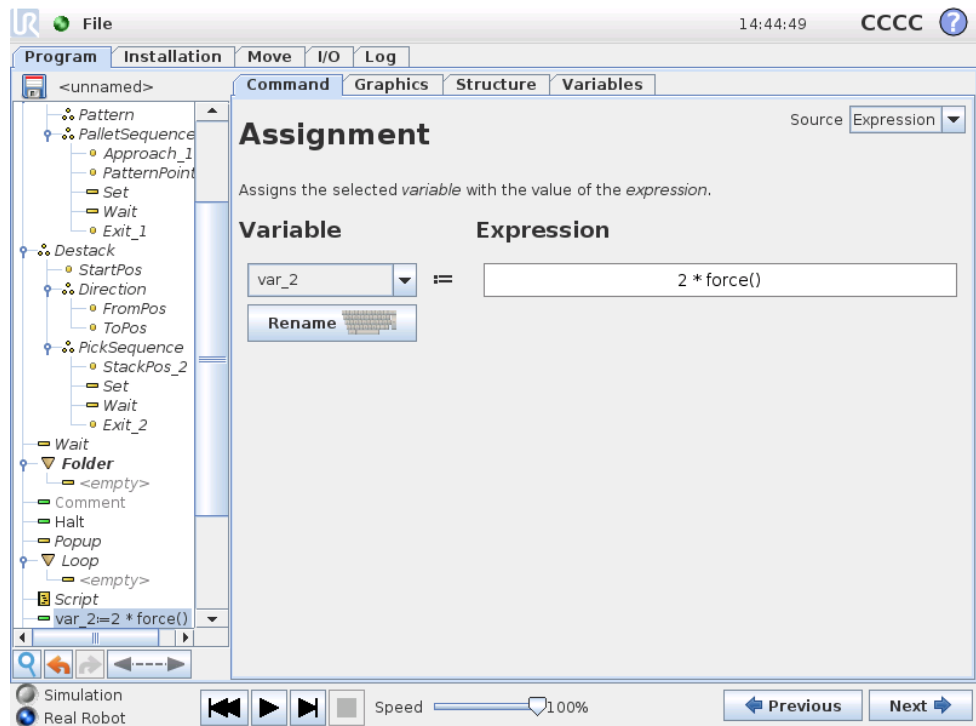 UR File 14:44:49 CCCC ?
Program Installation Move I/O Log
<unnamed>
Command Graphics Structure Variables
Pattern
PalletSequence
Approach_1
PatternPoint
Set
Wait
Exit_1
Destack
StartPos
Direction
FromPos
ToPos
PickSequence
StackPos_2
Set
Wait
Exit_2
Wait
Folder
<empty>
Comment
Halt
Popup
Loop
<empty>
Script
var_2:=2 * force()
Assignment
Source Expression
Assigns the selected variable with the value of the expression.
Variable Expression
var_2 := 2 * force()
Rename
Simulation
Real Robot
Speed 100%
Previous Next